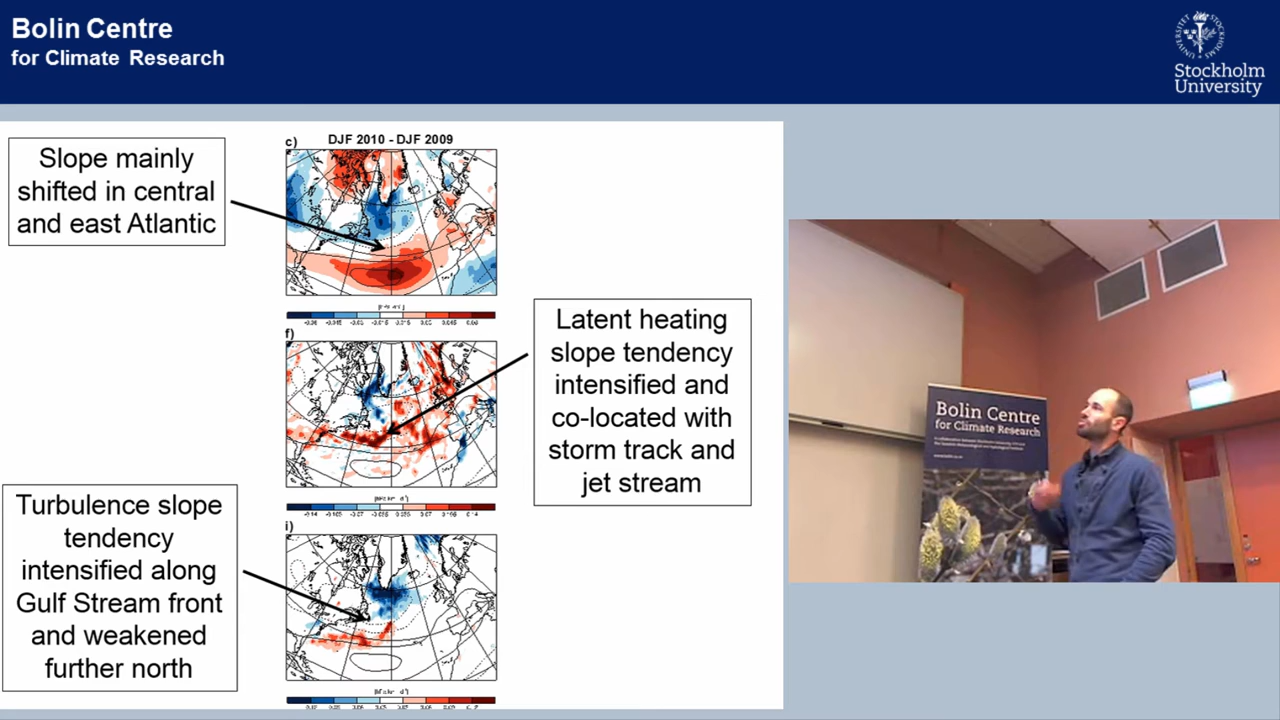 Bolin Centre
for Climate Research
Stockholm
University
Slope mainly
shifted in central
and east Atlantic
c)
DJF 2010 - DJF 2009
f)
Latent heating
slope tendency
intensified and
co-located with
storm track and
jet stream
Turbulence slope
tendency
intensified along
Gulf Stream front
and weakened
further north
i)
Bolin Centre
for Climate Research